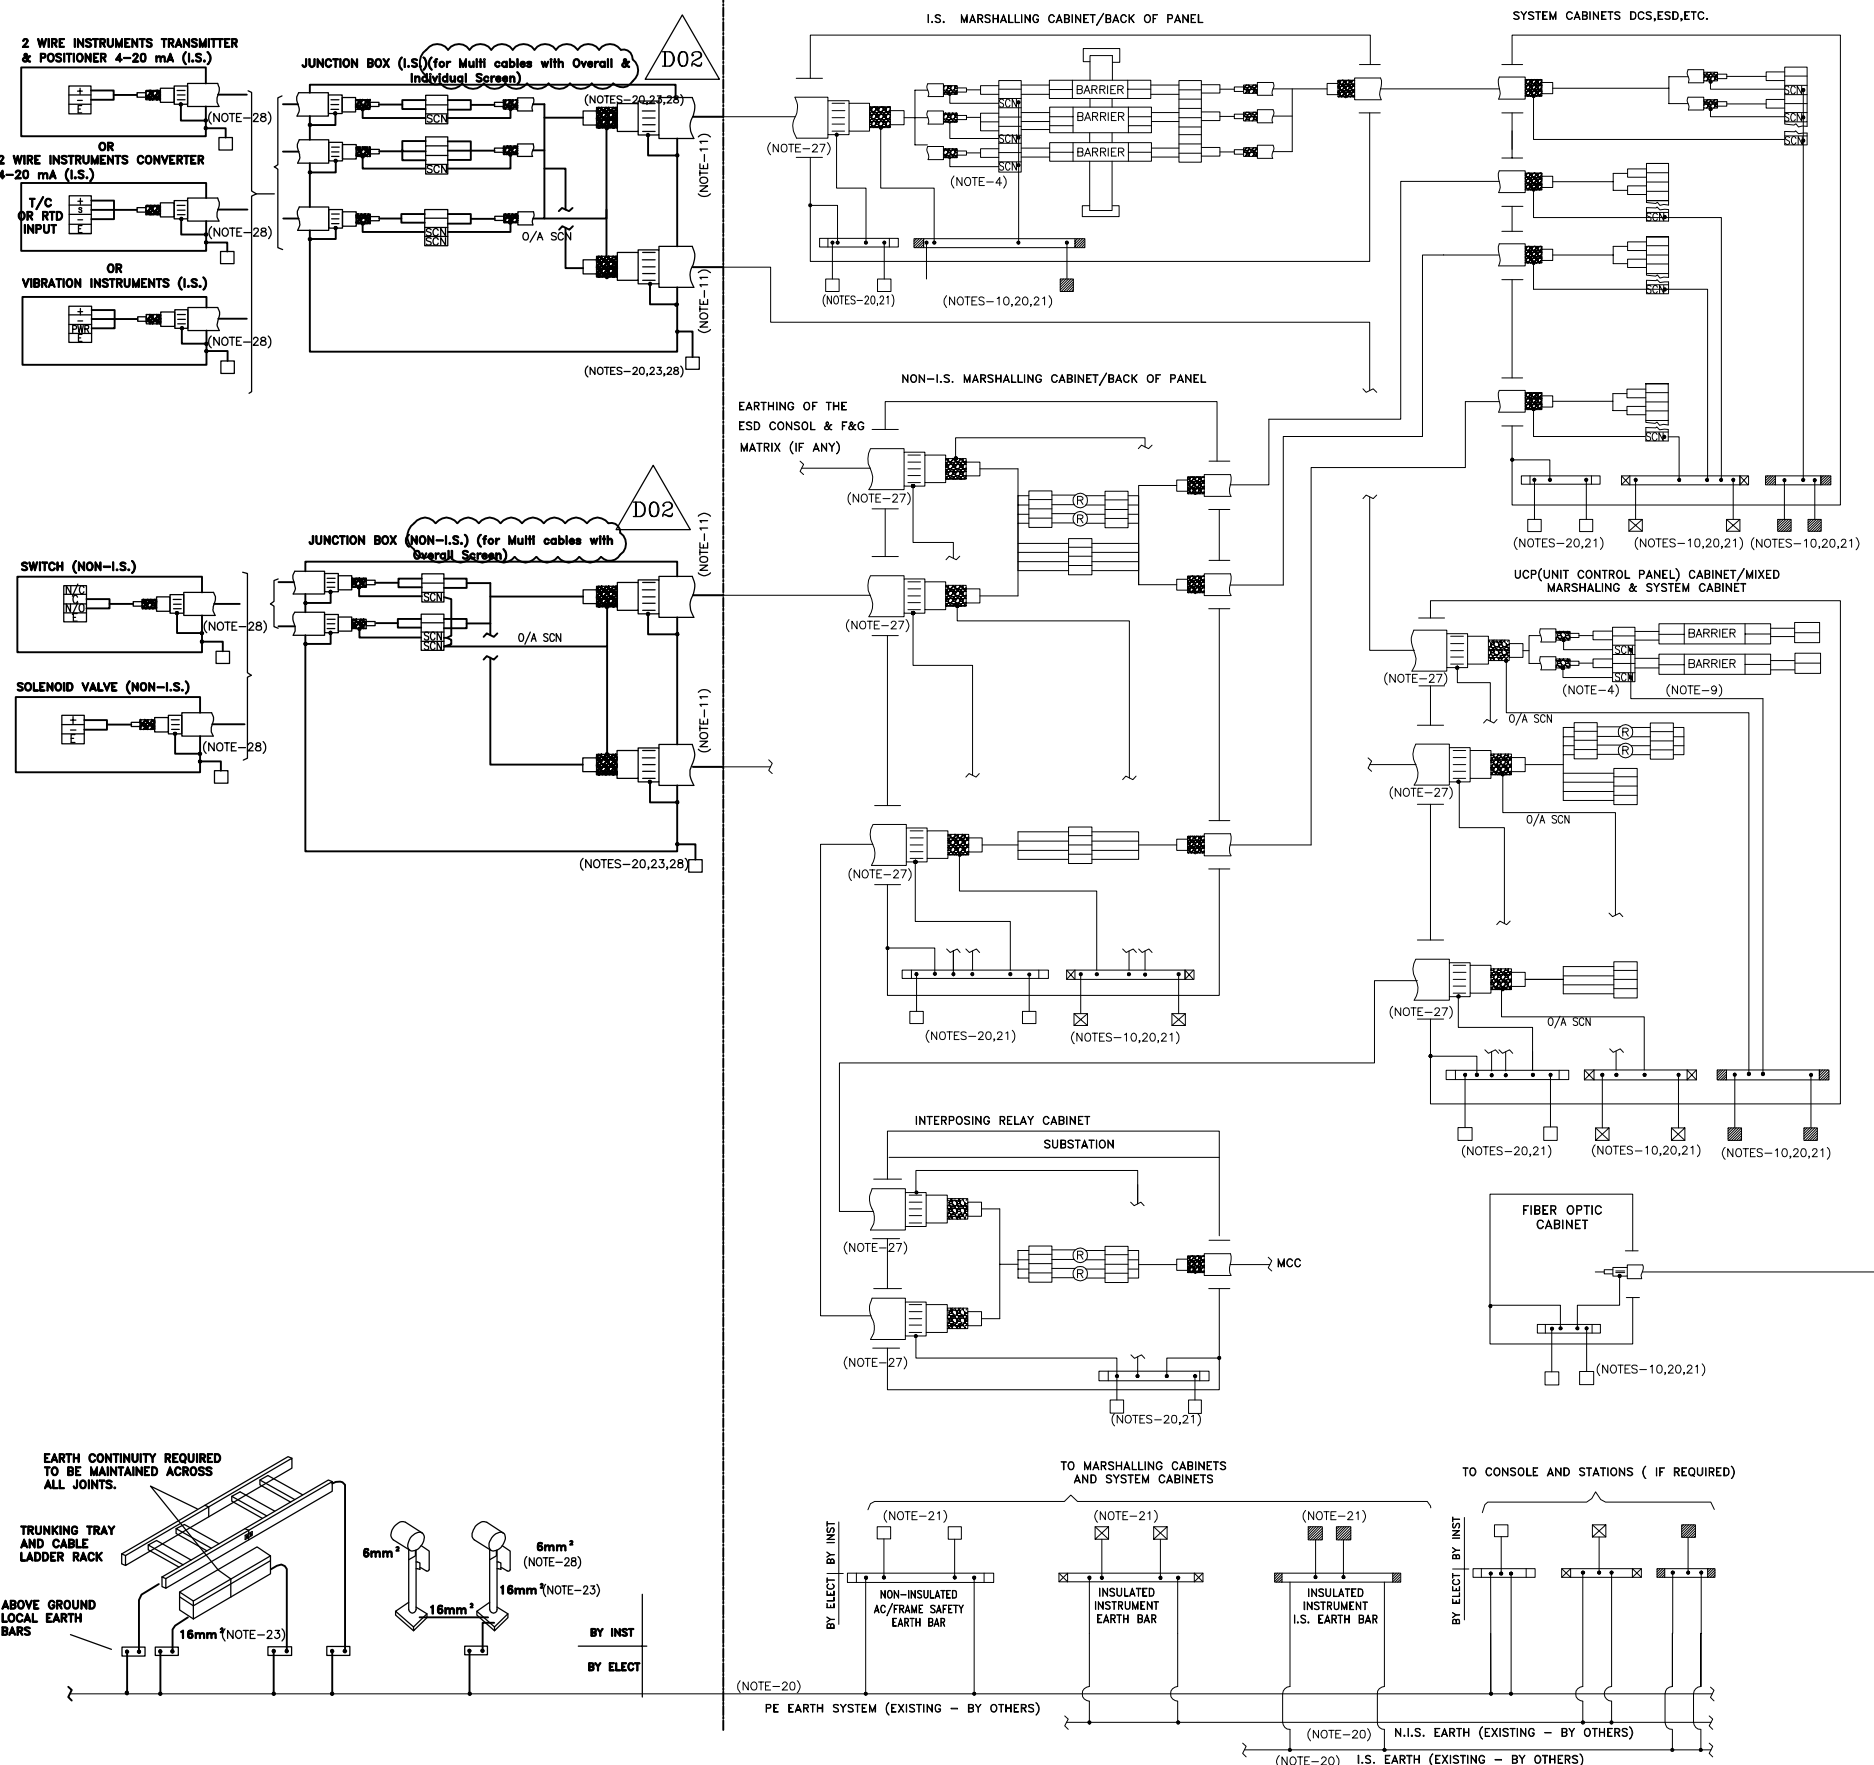 2 WIRE INSTRUMENTS TRANSMITTER
& POSITIONER 4-20 mA (I.S.)
+
-
E
(NOTE-28)
OR
2 WIRE INSTRUMENTS CONVERTER
4-20 mA (I.S.)
T/C
OR RTD
INPUT
+
S
-
E
(NOTE-28)
OR
VIBRATION INSTRUMENTS (I.S.)
+
-
PWR
E
(NOTE-28)
JUNCTION BOX (I.S.)(for Multi cables with Overall &
Individual Screen)
D02
(NOTES-20,23,28)
SCN
SCN
SCN
SCN
O/A SCN
(NOTE-11)
(NOTE-11)
(NOTES-20,23,28)
I.S. MARSHALLING CABINET/BACK OF PANEL
(NOTE-27)
SCN
SCN
SCN
BARRIER
BARRIER
BARRIER
(NOTE-4)
(NOTES-20,21)
(NOTES-10,20,21)
SYSTEM CABINETS DCS,ESD,ETC.
SCN
SCN
SCN
SCN
SCN
SCN
(NOTES-20,21)
(NOTES-10,20,21)
(NOTES-10,20,21)
SWITCH (NON-I.S.)
N/C
C
N/O
E
(NOTE-28)
SOLENOID VALVE (NON-I.S.)
+
-
E
(NOTE-28)
JUNCTION BOX (NON-I.S.) (for Multi cables with
Overall Screen)
D02
SCN
SCN
SCN
O/A SCN
(NOTE-11)
(NOTE-11)
(NOTES-20,23,28)
NON-I.S. MARSHALLING CABINET/BACK OF PANEL
EARTHING OF THE
ESD CONSOL & F&G
MATRIX (IF ANY)
(NOTE-27)
R
R
(NOTE-27)
(NOTE-27)
(NOTES-20,21)
(NOTES-10,20,21)
UCP(UNIT CONTROL PANEL) CABINET/MIXED
MARSHALING & SYSTEM CABINET
(NOTE-27)
SCN
SCN
BARRIER
BARRIER
(NOTE-4)
(NOTE-9)
O/A SCN
R
R
(NOTE-27)
O/A SCN
(NOTE-27)
O/A SCN
(NOTES-20,21)
(NOTES-10,20,21)
(NOTES-10,20,21)
INTERPOSING RELAY CABINET
SUBSTATION
(NOTE-27)
R
R
MCC
(NOTE-27)
(NOTES-20,21)
FIBER OPTIC
CABINET
(NOTES-10,20,21)
EARTH CONTINUITY REQUIRED
TO BE MAINTAINED ACROSS
ALL JOINTS.
TRUNKING TRAY
AND CABLE
LADDER RACK
ABOVE GROUND
LOCAL EARTH
BARS
16mm²(NOTE-23)
6mm²
6mm²
(NOTE-28)
16mm²(NOTE-23)
16mm²
BY INST
BY ELECT
TO MARSHALLING CABINETS
AND SYSTEM CABINETS
TO CONSOLE AND STATIONS ( IF REQUIRED)
BY INST
BY ELECT
(NOTE-21)
(NOTE-21)
(NOTE-21)
BY INST
BY ELECT
NON-INSULATED
AC/FRAME SAFETY
EARTH BAR
INSULATED
INSTRUMENT
EARTH BAR
INSULATED
INSTRUMENT
I.S. EARTH BAR
(NOTE-20)
PE EARTH SYSTEM (EXISTING - BY OTHERS)
(NOTE-20) N.I.S. EARTH (EXISTING - BY OTHERS)
(NOTE-20) I.S. EARTH (EXISTING - BY OTHERS)